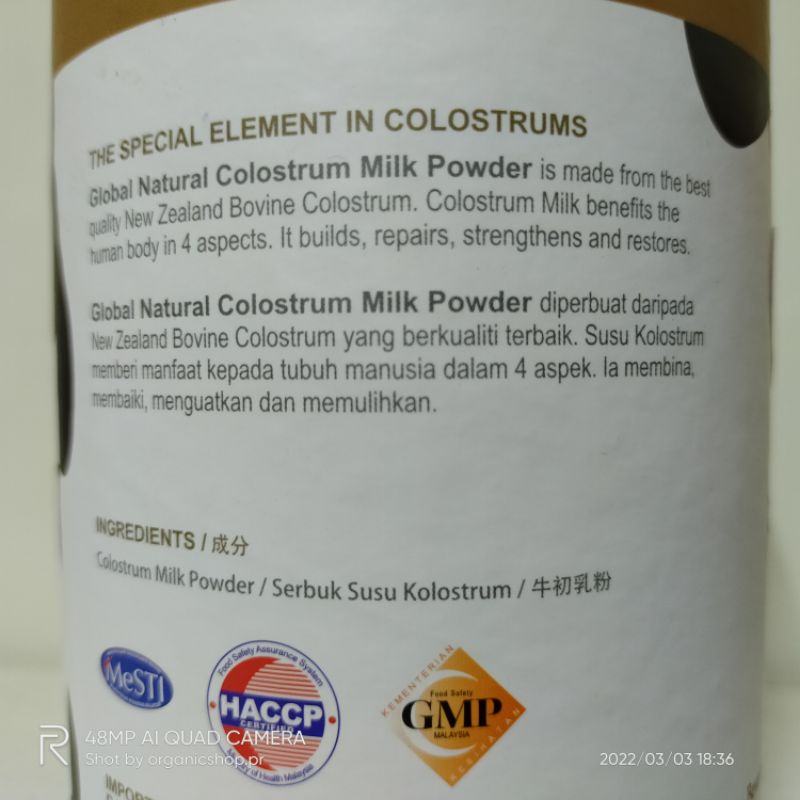 THE SPECIAL ELEMENT IN COLOSTRUMS
Global Natural Colostrum Milk Powder is made from the best
quality New Zealand Bovine Colostrum. Colostrum Milk benefits the
human body in 4 aspects. It builds, repairs, strengthens and restores.
Global Natural Colostrum Milk Powder diperbuat daripada
New Zealand Bovine Colostrum yang berkualiti terbaik. Susu Kolostrum
memberi manfaat kepada tubuh manusia dalam 4 aspek. Ia membina,
membaiki, menguatkan dan memulihkan.
INGREDIENTS / 成分
Colostrum Milk Powder / Serbuk Susu Kolostrum / 牛初乳粉
MeSTI
Food Safety Assurance System
HACCP
CERTIFIED
Ministry of Health Malaysia
KEMENTERIAN
Food Safety
GMP
MALAYSIA
KESIHATAN
48MP AI QUAD CAMERA
Shot by organicshop.pr
2022/03/03 18:36